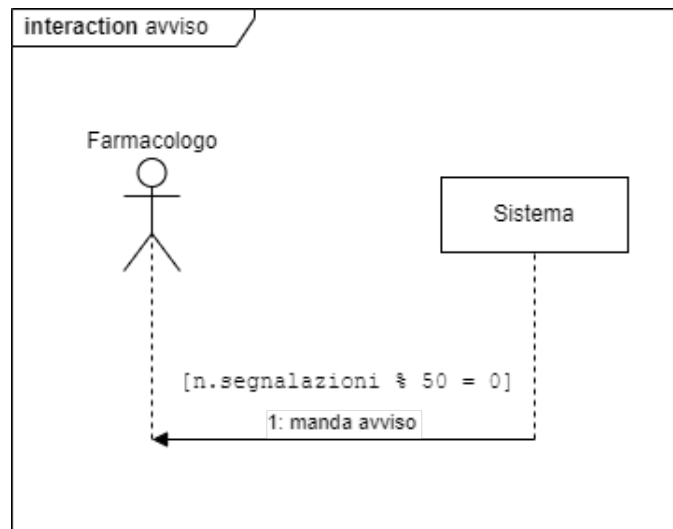 interaction avviso
Farmacologo
Sistema
[n.segnalazioni % 50 = 0]
1: manda avviso